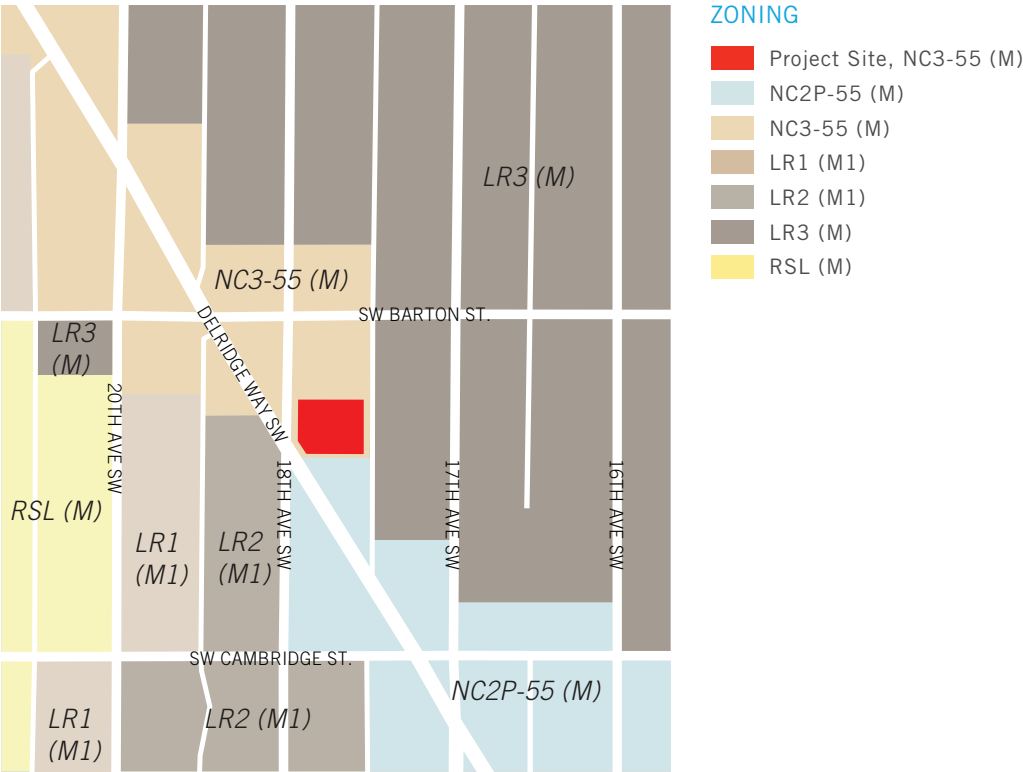 ZONING
Project Site, NC3-55 (M)
NC2P-55 (M)
NC3-55 (M)
LR1 (M1)
LR2 (M1)
LR3 (M)
RSL (M)
LR3 (M)
NC3-55 (M)
SW BARTON ST.
LR3
(M)
DELRIDGE WAY SW
20TH AVE SW
18TH AVE SW
17TH AVE SW
16TH AVE SW
RSL (M)
LR1
(M1)
LR2
(M1)
SW CAMBRIDGE ST.
NC2P-55 (M)
LR1
(M1)
LR2 (M1)